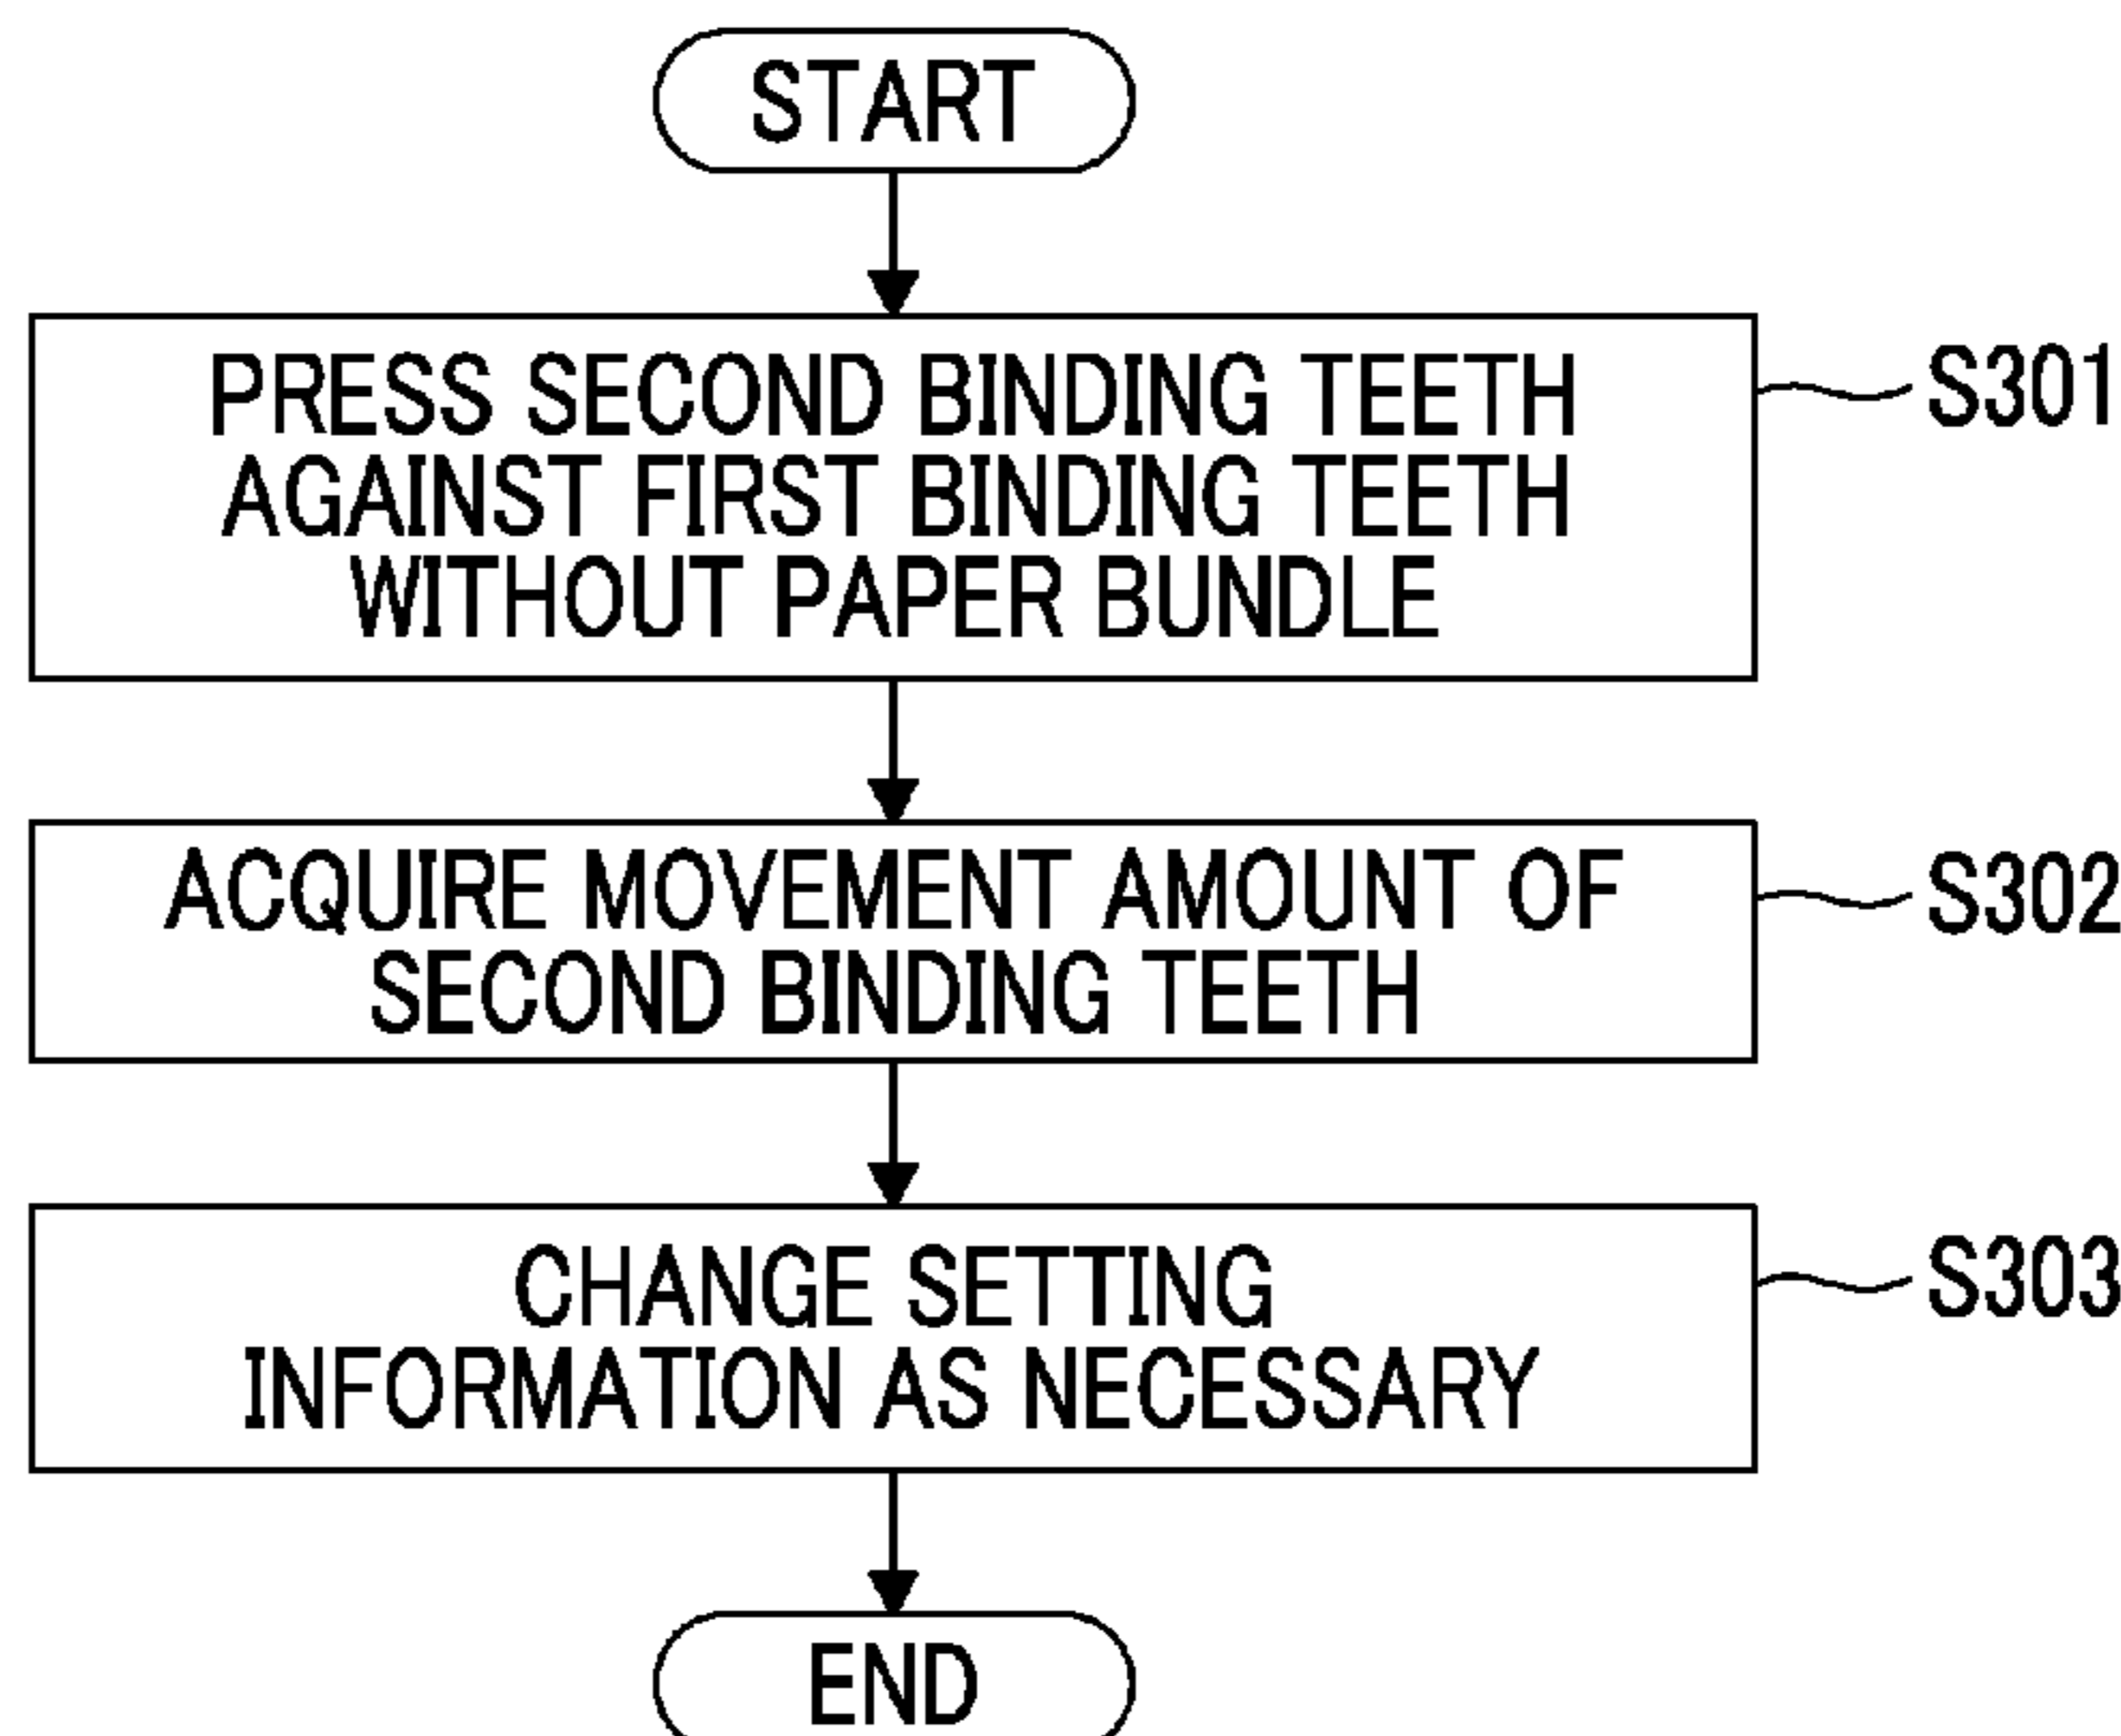 START
PRESS SECOND BINDING TEETH
AGAINST FIRST BINDING TEETH
WITHOUT PAPER BUNDLE
S301
ACQUIRE MOVEMENT AMOUNT OF
SECOND BINDING TEETH
S302
CHANGE SETTING
INFORMATION AS NECESSARY
S303
END